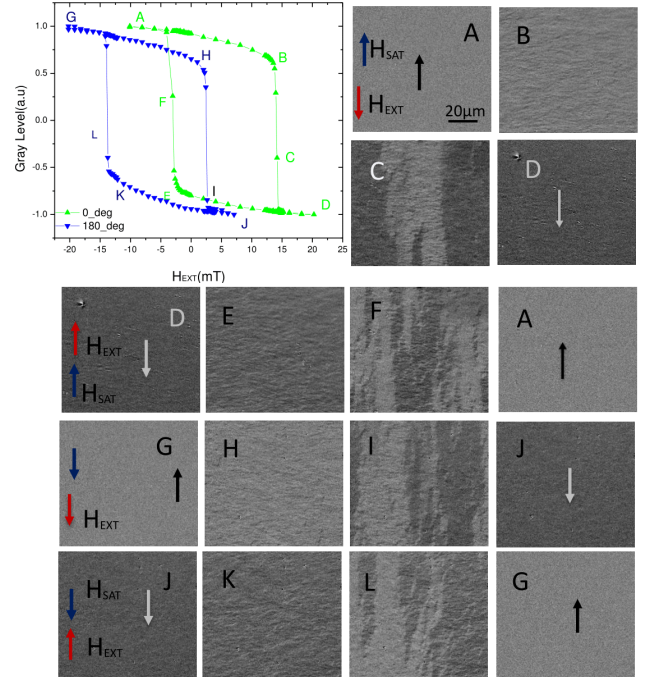 G
A
1.0
H
B
0.5
Gray Level(a.u)
F
0.0
L
C
-0.5
K
E
I
D
0_deg
180_deg
J
-1.0
-20 -15 -10 -5 0 5 10 15 20 25
HEXT(mT)
A
HSAT
HEXT
20µm
B
C
D
D
HEXT
HSAT
E
F
A
G
HEXT
H
I
J
HSAT
HEXT
J
K
L
G